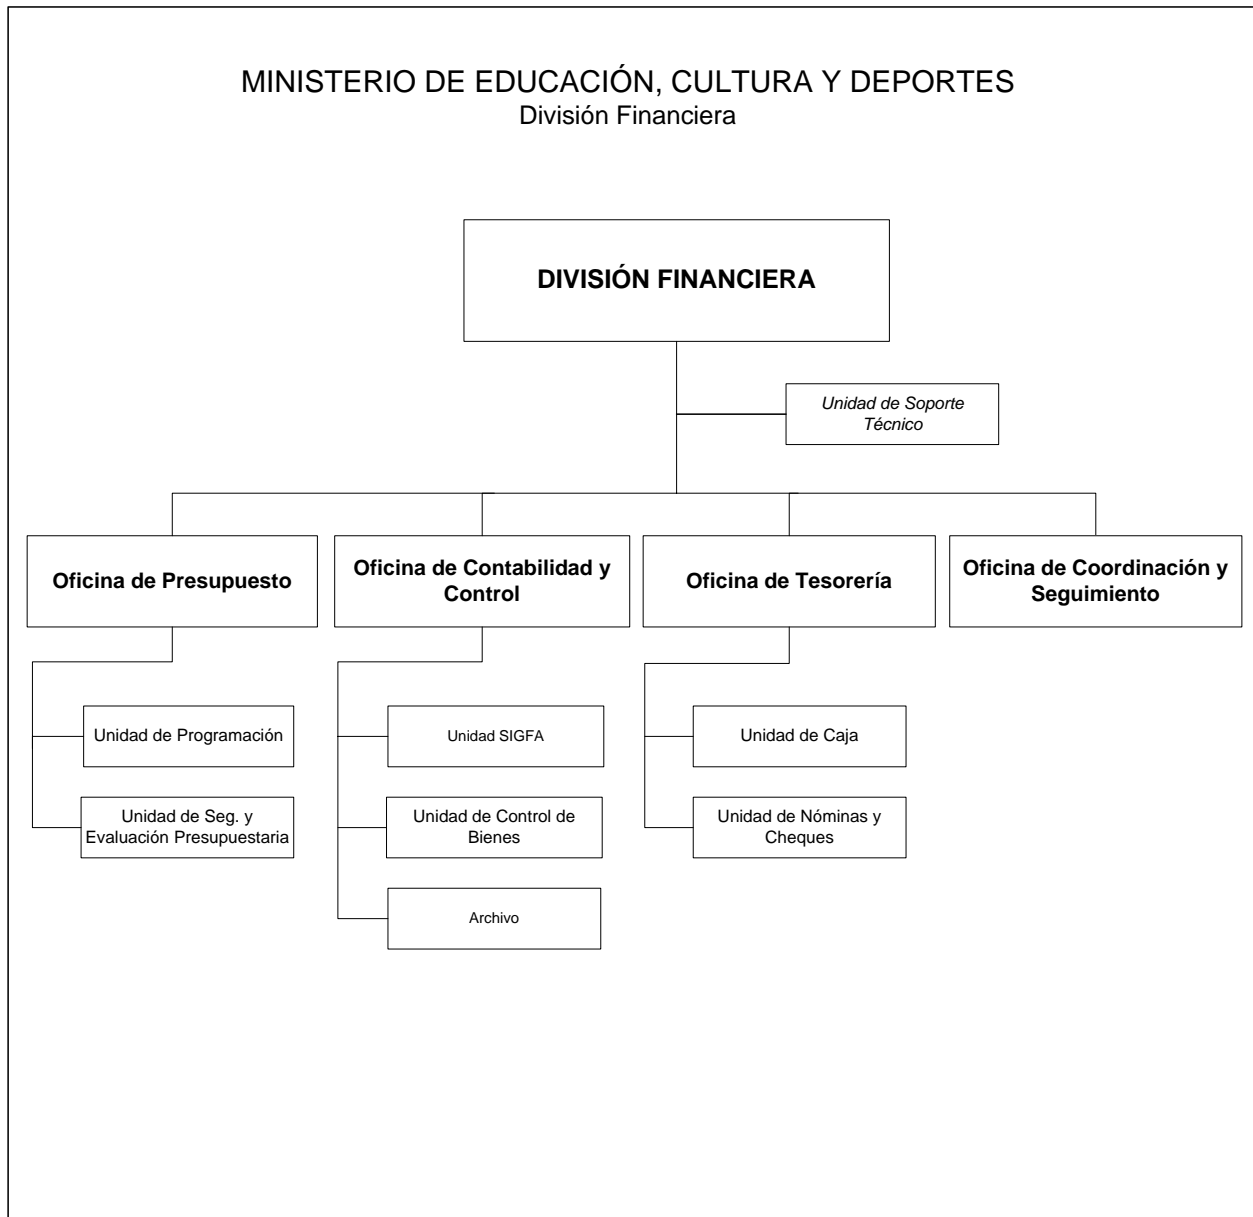 MINISTERIO DE EDUCACIÓN, CULTURA Y DEPORTES
División Financiera
DIVISIÓN FINANCIERA
Unidad de Soporte
Técnico
Oficina de Presupuesto
Oficina de Contabilidad y
Control
Oficina de Tesorería
Oficina de Coordinación y
Seguimiento
Unidad de Programación
Unidad de Seg. y
Evaluación Presupuestaria
Unidad SIGFA
Unidad de Control de
Bienes
Archivo
Unidad de Caja
Unidad de Nóminas y
Cheques